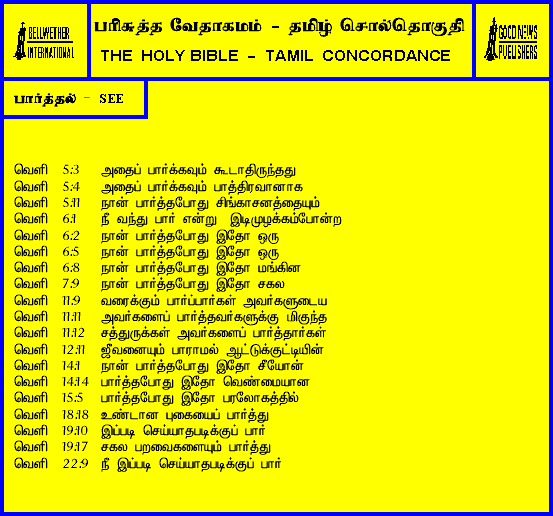 BELLWETHER
INTERNATIONAL
பரிசுத்த வேதாகமம் - தமிழ் சொல்தொகுதி
THE HOLY BIBLE - TAMIL CONCORDANCE
GOOD NEWS
PUBLISHERS
பார்த்தல் - SEE
வெளி 5:3 அதைப் பார்க்கவும் கூடாதிருந்தது
வெளி 5:4 அதைப் பார்க்கவும் பாத்திரவானாக
வெளி 5:11 நான் பார்த்தபோது சிங்காசனத்தையும்
வெளி 6:1 நீ வந்து பார் என்று இடிமுழக்கம்போன்ற
வெளி 6:2 நான் பார்த்தபோது இதோ ஒரு
வெளி 6:5 நான் பார்த்தபோது இதோ ஒரு
வெளி 6:8 நான் பார்த்தபோது இதோ மங்கின
வெளி 7:9 நான் பார்த்தபோது இதோ சகல
வெளி 11:9 வரைக்கும் பார்ப்பார்கள் அவர்களுடைய
வெளி 11:11 அவர்களைப் பார்த்தவர்களுக்கு மிகுந்த
வெளி 11:12 சத்துருக்கள் அவர்களைப் பார்த்தார்கள்
வெளி 12:11 ஜீவனையும் பாராமல் ஆட்டுக்குட்டியின்
வெளி 14:1 நான் பார்த்தபோது இதோ சீயோன்
வெளி 14:14 பார்த்தபோது இதோ வெண்மையான
வெளி 15:5 பார்த்தபோது இதோ பரலோகத்தில்
வெளி 18:18 உண்டான புகையைப் பார்த்து
வெளி 19:10 இப்படி செய்யாதபடிக்குப் பார்
வெளி 19:17 சகல பறவைகளையும் பார்த்து
வெளி 22:9 நீ இப்படி செய்யாதபடிக்குப் பார்